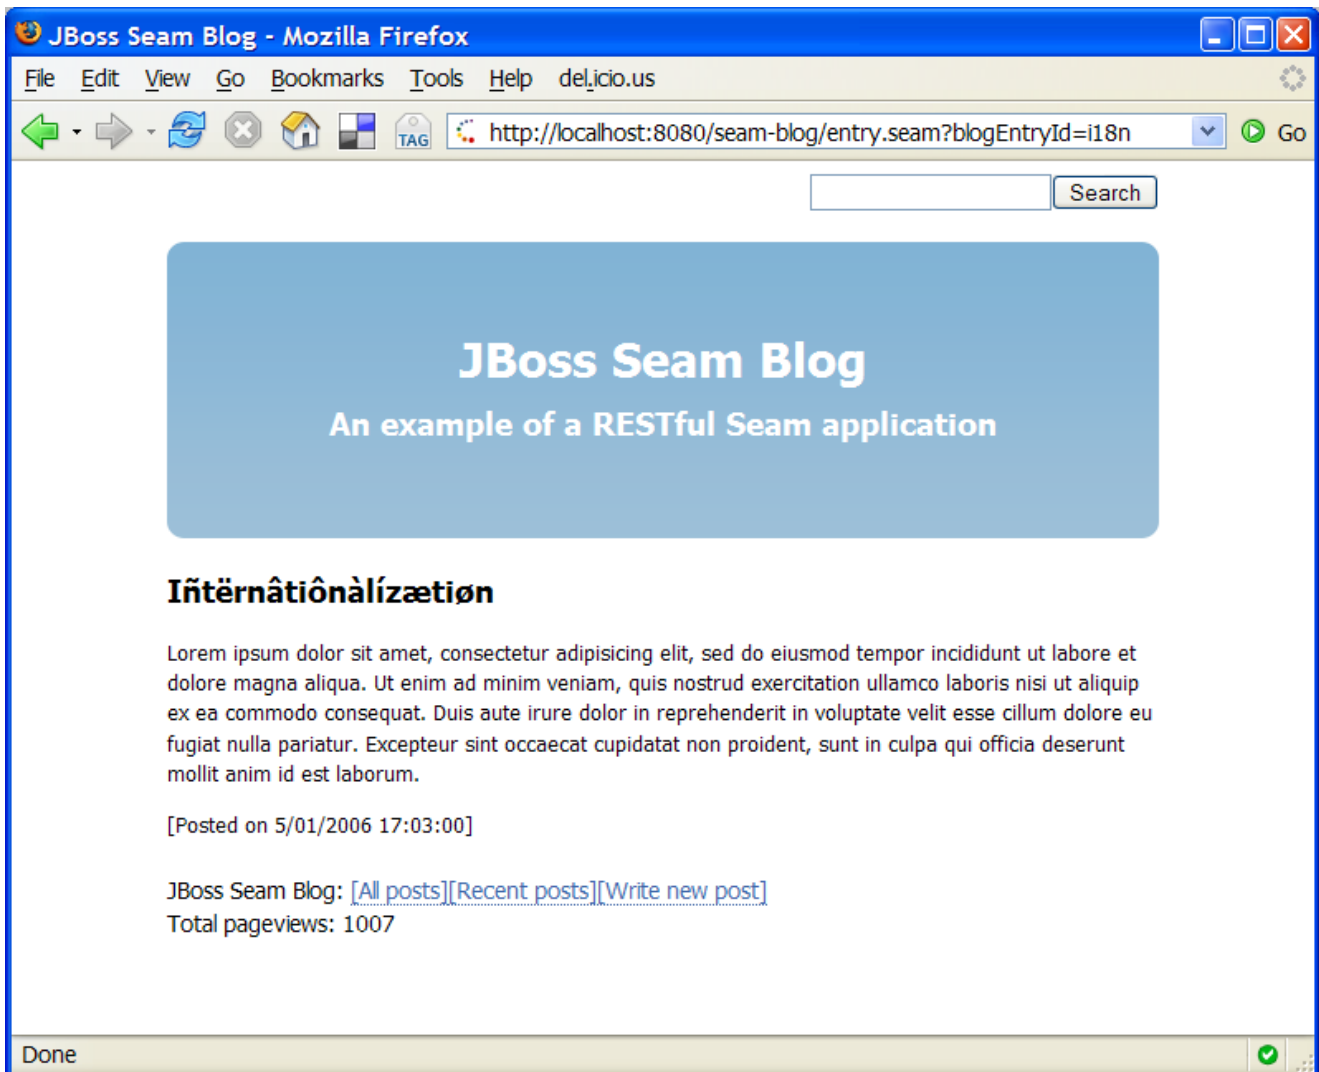 JBoss Seam Blog - Mozilla Firefox
File Edit View Go Bookmarks Tools Help del.icio.us
TAG http://localhost:8080/seam-blog/entry.seam?blogEntryId=i18n Go
Search
JBoss Seam Blog
An example of a RESTful Seam application
Iñtërnâtiônàlízætiøn
Lorem ipsum dolor sit amet, consectetur adipisicing elit, sed do eiusmod tempor incididunt ut labore et
dolore magna aliqua. Ut enim ad minim veniam, quis nostrud exercitation ullamco laboris nisi ut aliquip
ex ea commodo consequat. Duis aute irure dolor in reprehenderit in voluptate velit esse cillum dolore eu
fugiat nulla pariatur. Excepteur sint occaecat cupidatat non proident, sunt in culpa qui officia deserunt
mollit anim id est laborum.
[Posted on 5/01/2006 17:03:00]
JBoss Seam Blog: [All posts][Recent posts][Write new post]
Total pageviews: 1007
Done